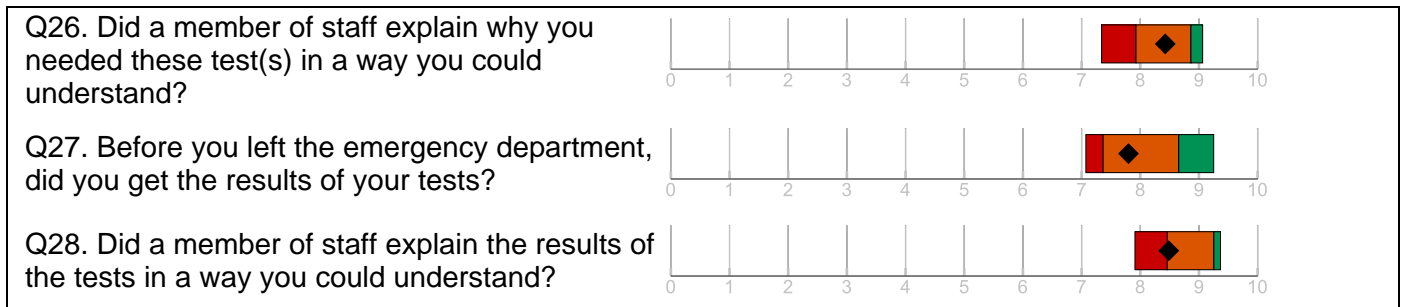 Q26. Did a member of staff explain why you
needed these test(s) in a way you could
understand?
0 1 2 3 4 5 6 7 8 9 10
Q27. Before you left the emergency department,
did you get the results of your tests?
0 1 2 3 4 5 6 7 8 9 10
Q28. Did a member of staff explain the results of
the tests in a way you could understand?
0 1 2 3 4 5 6 7 8 9 10